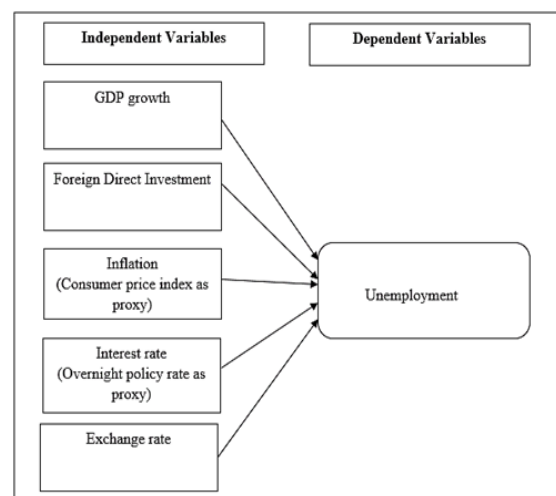 Independent Variables
Dependent Variables
GDP growth
Foreign Direct Investment
Inflation
(Consumer price index as
proxy)
Interest rate
(Overnight policy rate as
proxy)
Exchange rate
Unemployment